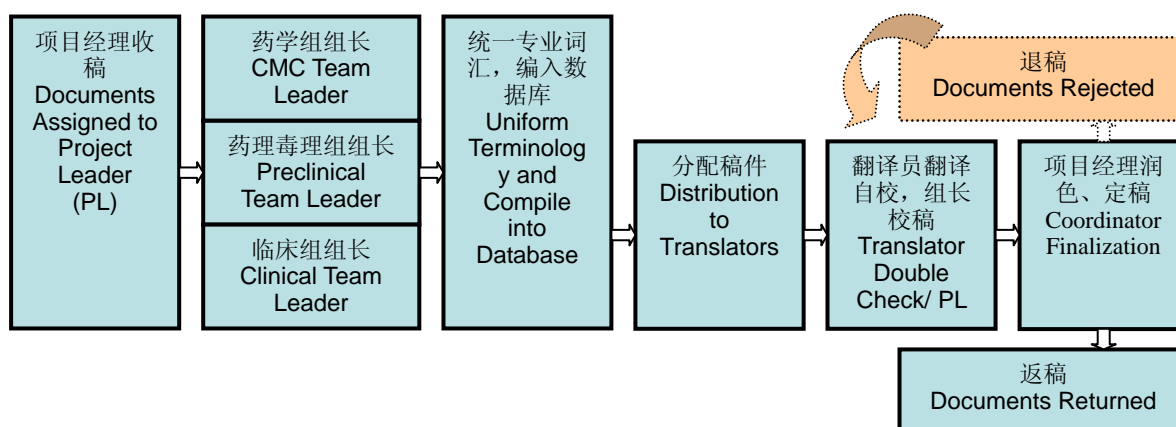 项目经理收
稿
Documents
Assigned to
Project
Leader
(PL)
药学组组长
CMC Team
Leader
药理毒理组组长
Preclinical
Team Leader
临床组组长
Clinical Team
Leader
统一专业词
汇，编入数
据库
Uniform
Terminolog
y and
Compile
into
Database
分配稿件
Distribution
to
Translators
翻译员翻译
自校，组长
校稿
Translator
Double
Check/ PL
退稿
Documents Rejected
项目经理润
色、定稿
Coordinator
Finalization
返稿
Documents Returned